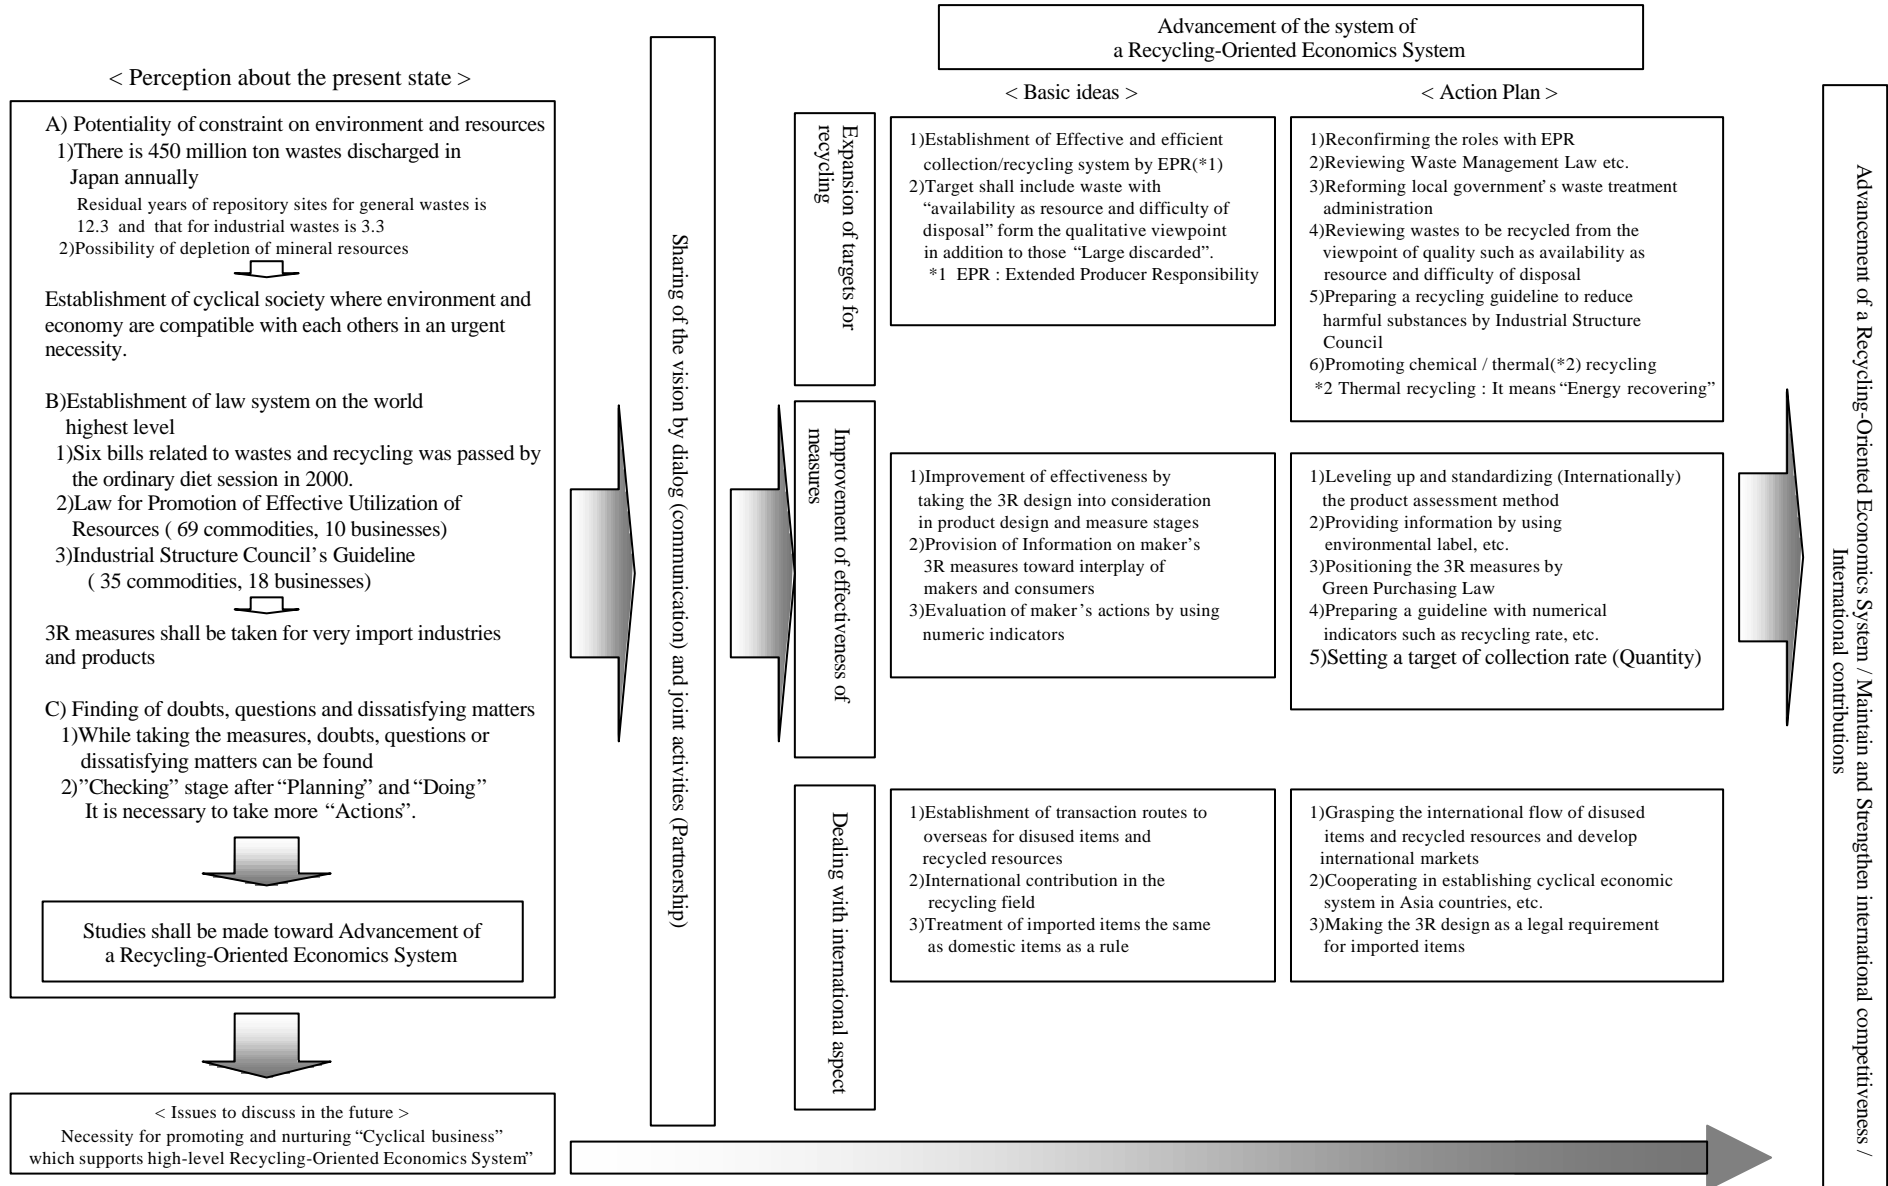 < Perception about the present state >
A) Potentiality of constraint on environment and resources
1)There is 450 million ton wastes discharged in
Japan annually
Residual years of repository sites for general wastes is
12.3 and that for industrial wastes is 3.3
2)Possibility of depletion of mineral resources
Establishment of cyclical society where environment and
economy are compatible with each others in an urgent
necessity.
B)Establishment of law system on the world
highest level
1)Six bills related to wastes and recycling was passed by
the ordinary diet session in 2000.
2)Law for Promotion of Effective Utilization of
Resources ( 69 commodities, 10 businesses)
3)Industrial Structure Council’s Guideline
( 35 commodities, 18 businesses)
3R measures shall be taken for very import industries
and products
C) Finding of doubts, questions and dissatisfying matters
1)While taking the measures, doubts, questions or
dissatisfying matters can be found
2)”Checking” stage after “Planning” and “Doing”
It is necessary to take more “Actions”.
Studies shall be made toward Advancement of
a Recycling-Oriented Economics System
< Issues to discuss in the future >
Necessity for promoting and nurturing “Cyclical business”
which supports high-level Recycling-Oriented Economics System”
Sharing of the vision by dialog (communication) and joint activities (Partnership)
Advancement of the system of
a Recycling-Oriented Economics System
< Basic ideas >
< Action Plan >
Expansion of targets for
recycling
1)Establishment of Effective and efficient
collection/recycling system by EPR(*1)
2)Target shall include waste with
“availability as resource and difficulty of
disposal” form the qualitative viewpoint
in addition to those “Large discarded”.
*1 EPR : Extended Producer Responsibility
1)Reconfirming the roles with EPR
2)Reviewing Waste Management Law etc.
3)Reforming local government’s waste treatment
administration
4)Reviewing wastes to be recycled from the
viewpoint of quality such as availability as
resource and difficulty of disposal
5)Preparing a recycling guideline to reduce
harmful substances by Industrial Structure
Council
6)Promoting chemical / thermal(*2) recycling
*2 Thermal recycling : It means “Energy recovering”
Improvement of effectiveness of
measures
1)Improvement of effectiveness by
taking the 3R design into consideration
in product design and measure stages
2)Provision of Information on maker’s
3R measures toward interplay of
makers and consumers
3)Evaluation of maker’s actions by using
numeric indicators
1)Leveling up and standardizing (Internationally)
the product assessment method
2)Providing information by using
environmental label, etc.
3)Positioning the 3R measures by
Green Purchasing Law
4)Preparing a guideline with numerical
indicators such as recycling rate, etc.
5)Setting a target of collection rate (Quantity)
Dealing with international aspect
1)Establishment of transaction routes to
overseas for disused items and
recycled resources
2)International contribution in the
recycling field
3)Treatment of imported items the same
as domestic items as a rule
1)Grasping the international flow of disused
items and recycled resources and develop
international markets
2)Cooperating in establishing cyclical economic
system in Asia countries, etc.
3)Making the 3R design as a legal requirement
for imported items
Advancement of a Recycling-Oriented Economics System / Maintain and Strengthen international competitiveness /
International contributions